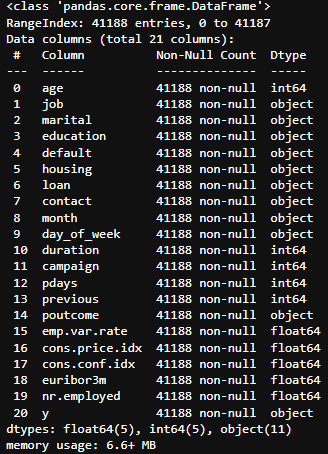 <class 'pandas.core.frame.DataFrame'>
RangeIndex: 41188 entries, 0 to 41187
Data columns (total 21 columns):
 #   Column          Non-Null Count  Dtype
---  ------          --------------  -----
 0   age             41188 non-null  int64
 1   job             41188 non-null  object
 2   marital         41188 non-null  object
 3   education       41188 non-null  object
 4   default         41188 non-null  object
 5   housing         41188 non-null  object
 6   loan            41188 non-null  object
 7   contact         41188 non-null  object
 8   month           41188 non-null  object
 9   day_of_week     41188 non-null  object
 10  duration        41188 non-null  int64
 11  campaign        41188 non-null  int64
 12  pdays           41188 non-null  int64
 13  previous        41188 non-null  int64
 14  poutcome        41188 non-null  object
 15  emp.var.rate    41188 non-null  float64
 16  cons.price.idx  41188 non-null  float64
 17  cons.conf.idx   41188 non-null  float64
 18  euribor3m       41188 non-null  float64
 19  nr.employed     41188 non-null  float64
 20  y               41188 non-null  object
dtypes: float64(5), int64(5), object(11)
memory usage: 6.6+ MB